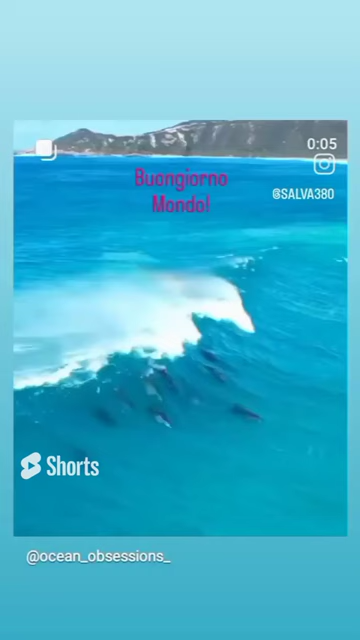 0:05
Buongiorno
Mondo!
@SALVA380
Shorts
@ocean_obsessions_